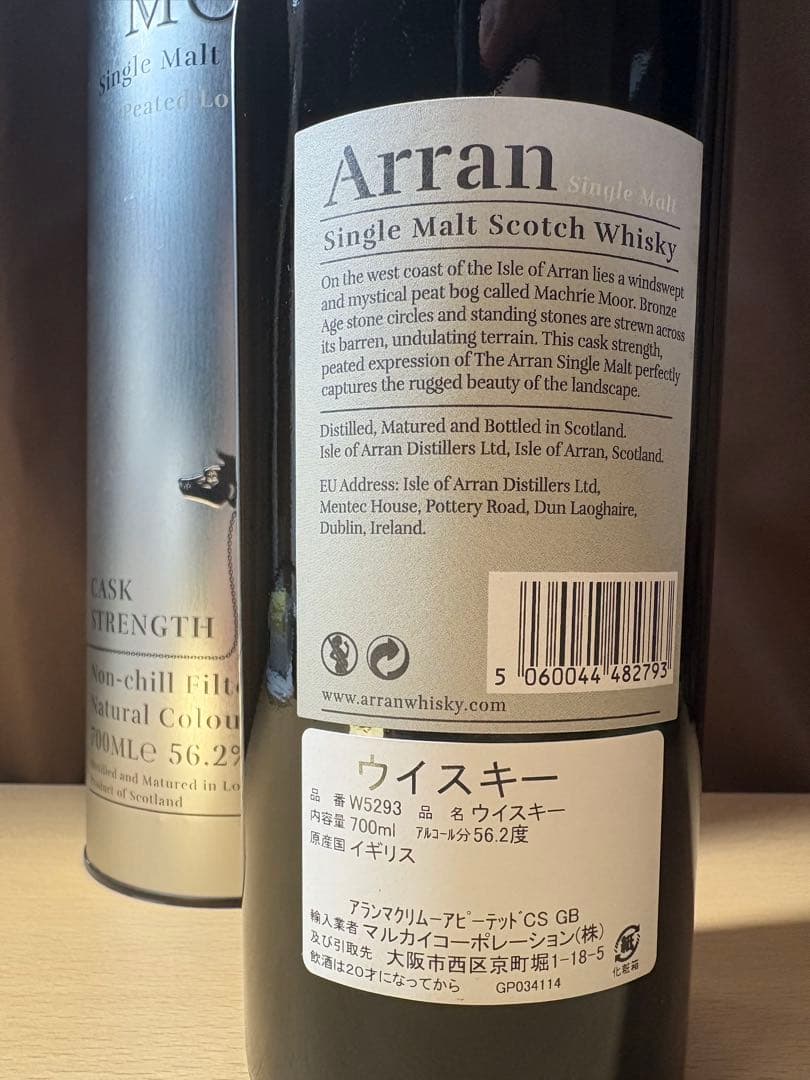 Single Malt
Peated Lo
CASK
STRENGTH
Non-chill Filt
Natural Colou
700MLe 56.2%
and Matured in Lo
Product of Scotland
Arran Single Malt
Single Malt Scotch Whisky
On the west coast of the Isle of Arran lies a windswept
and mystical peat bog called Machrie Moor. Bronze
Age stone circles and standing stones are strewn across
its barren, undulating terrain. This cask strength,
peated expression of The Arran Single Malt perfectly
captures the rugged beauty of the landscape.
Distilled, Matured and Bottled in Scotland.
Isle of Arran Distillers Ltd, Isle of Arran, Scotland.
EU Address: Isle of Arran Distillers Ltd,
Mentec House, Pottery Road, Dun Laoghaire,
Dublin, Ireland.
5 060044 482793
www.arranwhisky.com
ウイスキー
品 番 W5293 品 名 ウイスキー
内容量 700ml アルコール分 56.2度
原産国 イギリス
アランマクリムーアピーテッドCS GB
輸入業者 マルカイコーポレーション(株)
及び引取先 大阪市西区京町堀1-18-5
飲酒は20才になってから GP034114
紙
化粧箱